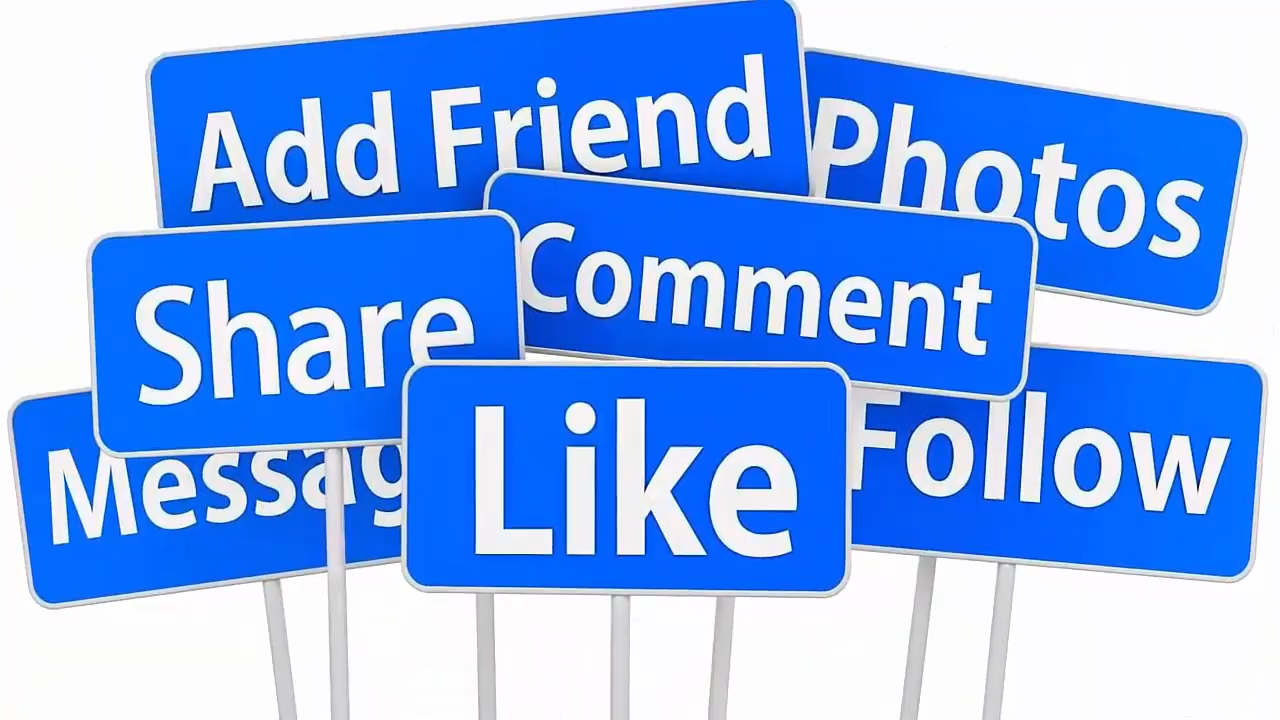 Add Friend
Photos
Comment
Share
Messag
Like
Follow